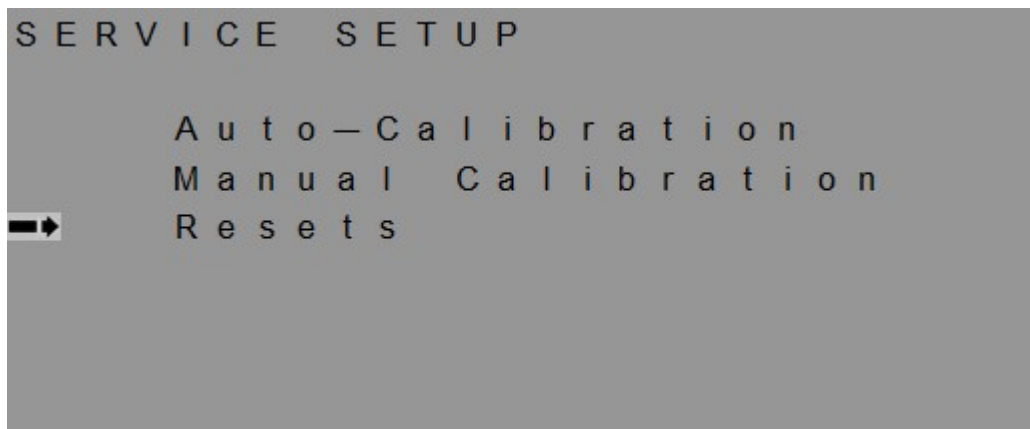 SERVICE SETUP
Auto-Calibration
Manual Calibration
Resets